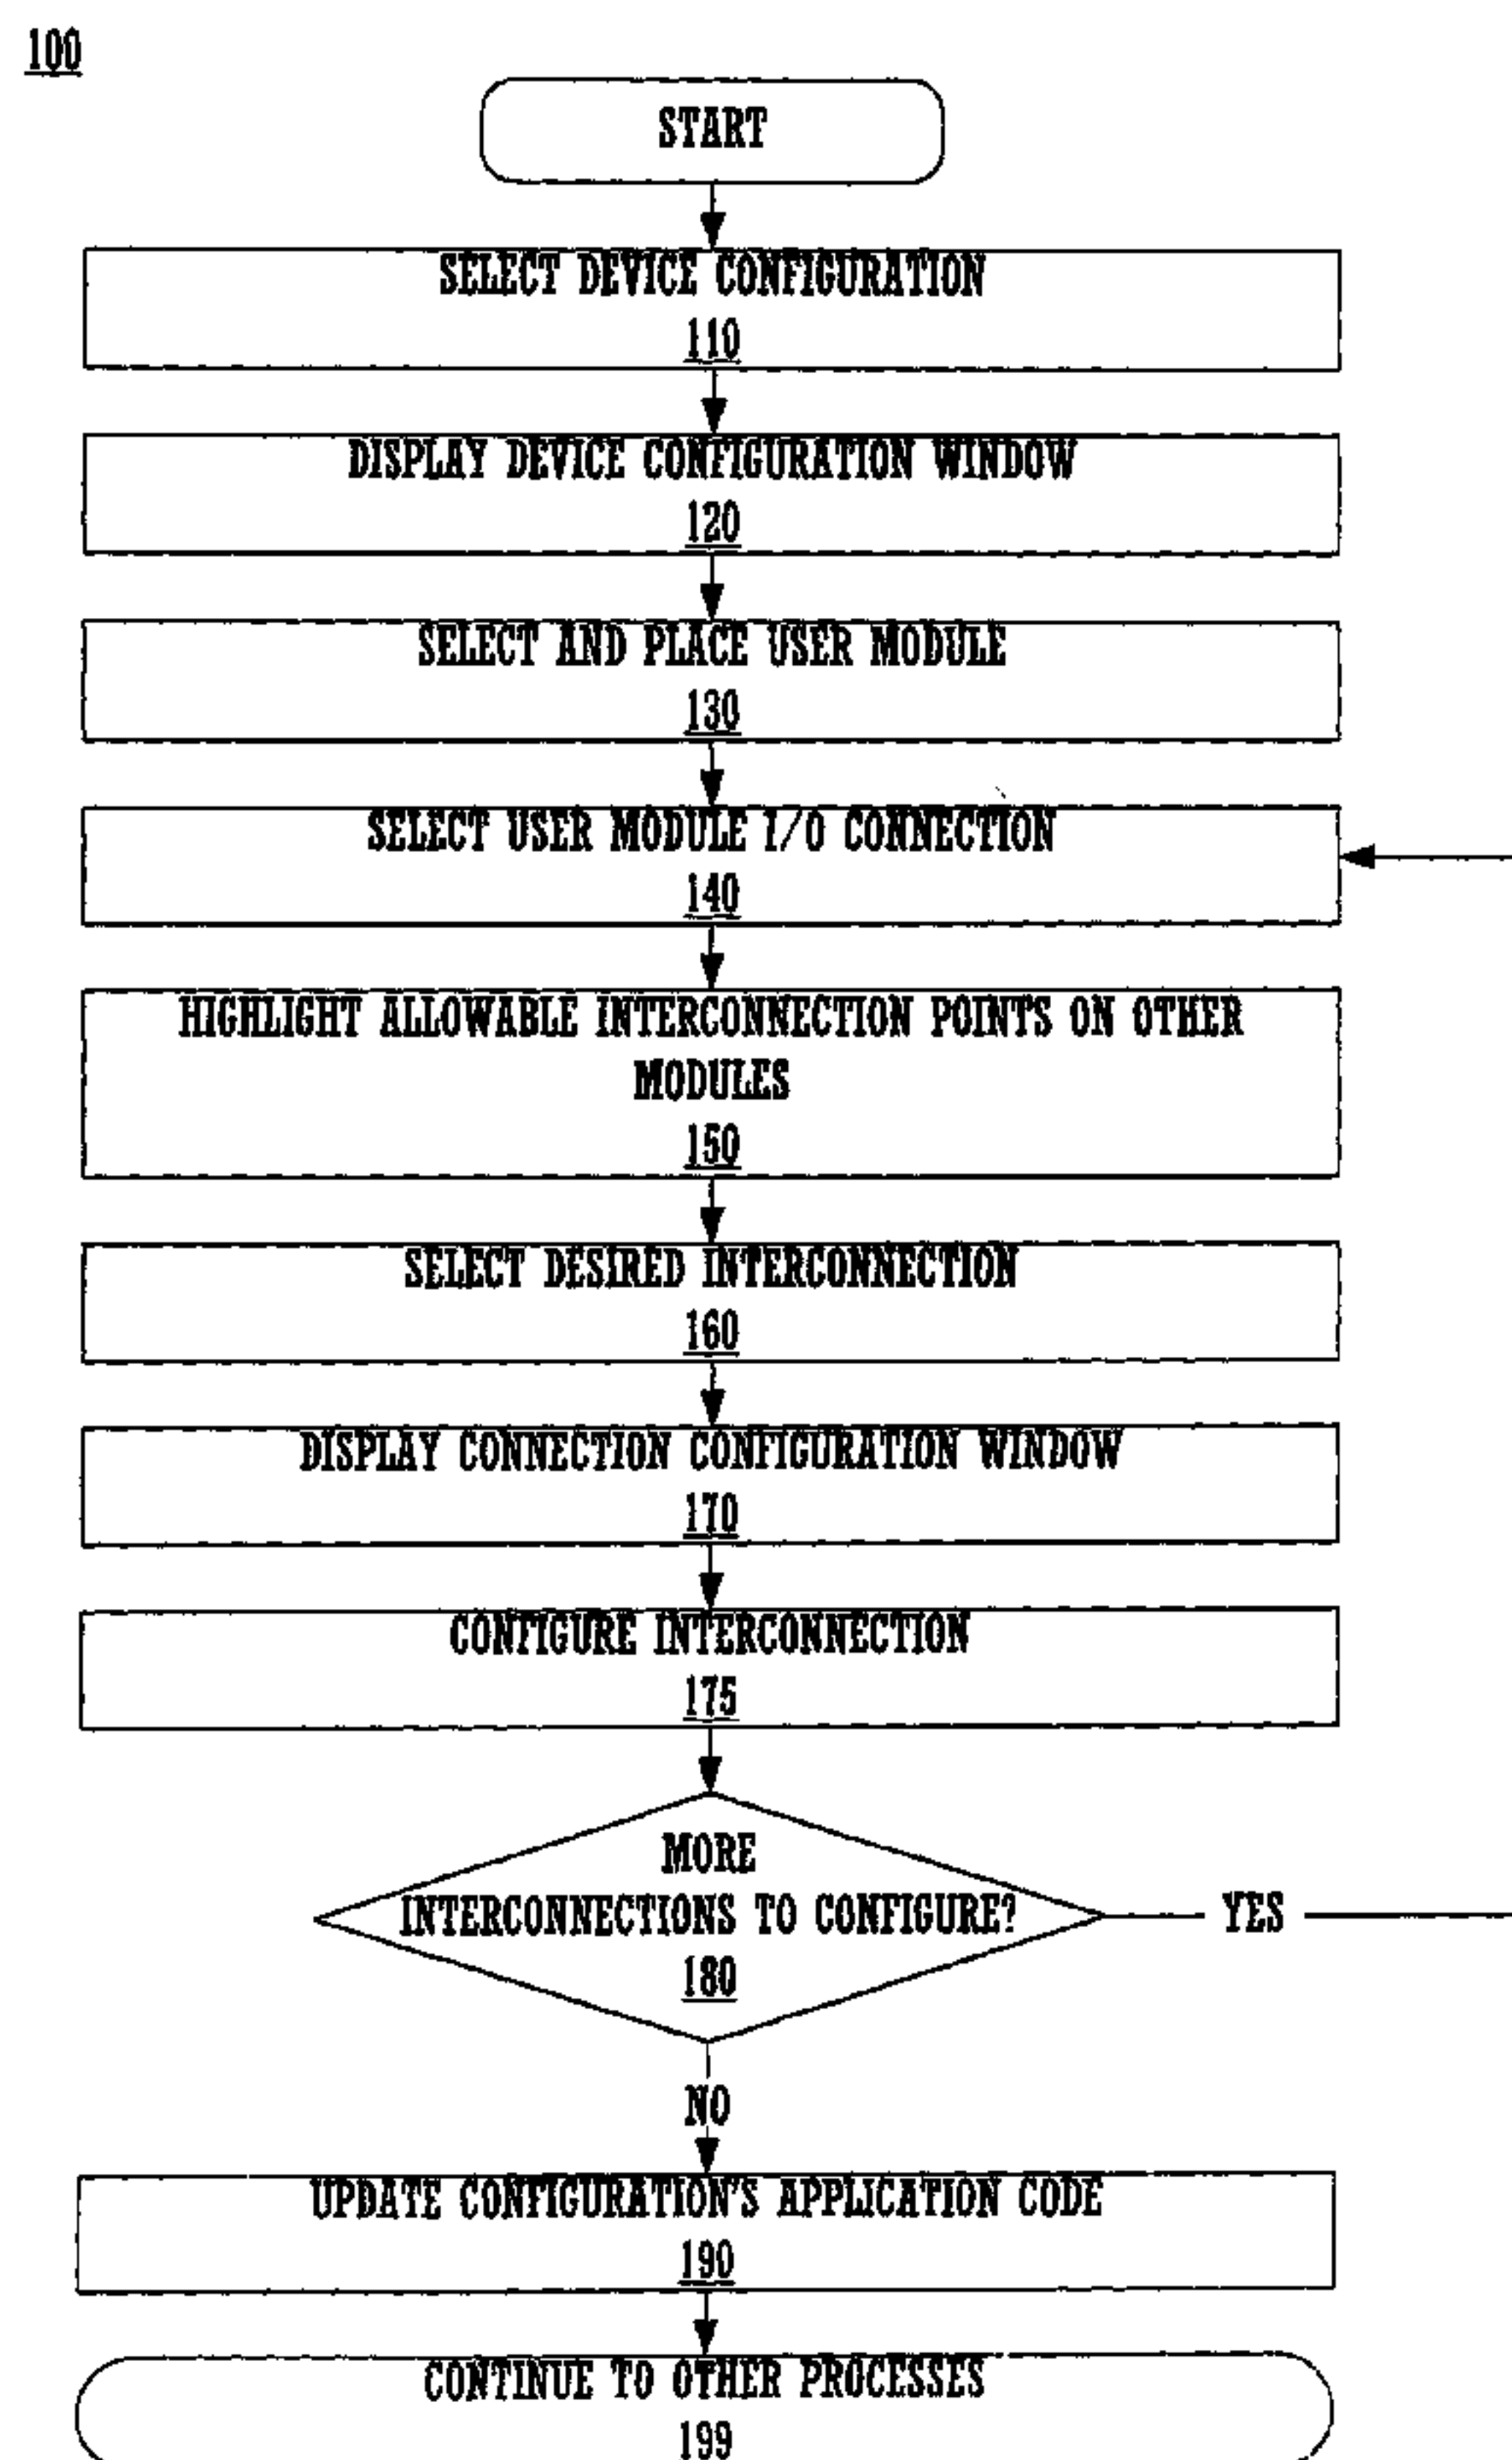 100
START
SELECT DEVICE CONFIGURATION
110
DISPLAY DEVICE CONFIGURATION WINDOW
120
SELECT AND PLACE USER MODULE
130
SELECT USER MODULE I/O CONNECTION
140
HIGHLIGHT ALLOWABLE INTERCONNECTION POINTS ON OTHER
MODULES
150
SELECT DESIRED INTERCONNECTION
160
DISPLAY CONNECTION CONFIGURATION WINDOW
170
CONFIGURE INTERCONNECTION
175
MORE
INTERCONNECTIONS TO CONFIGURE?
180
YES
NO
UPDATE CONFIGURATION'S APPLICATION CODE
190
CONTINUE TO OTHER PROCESSES
199